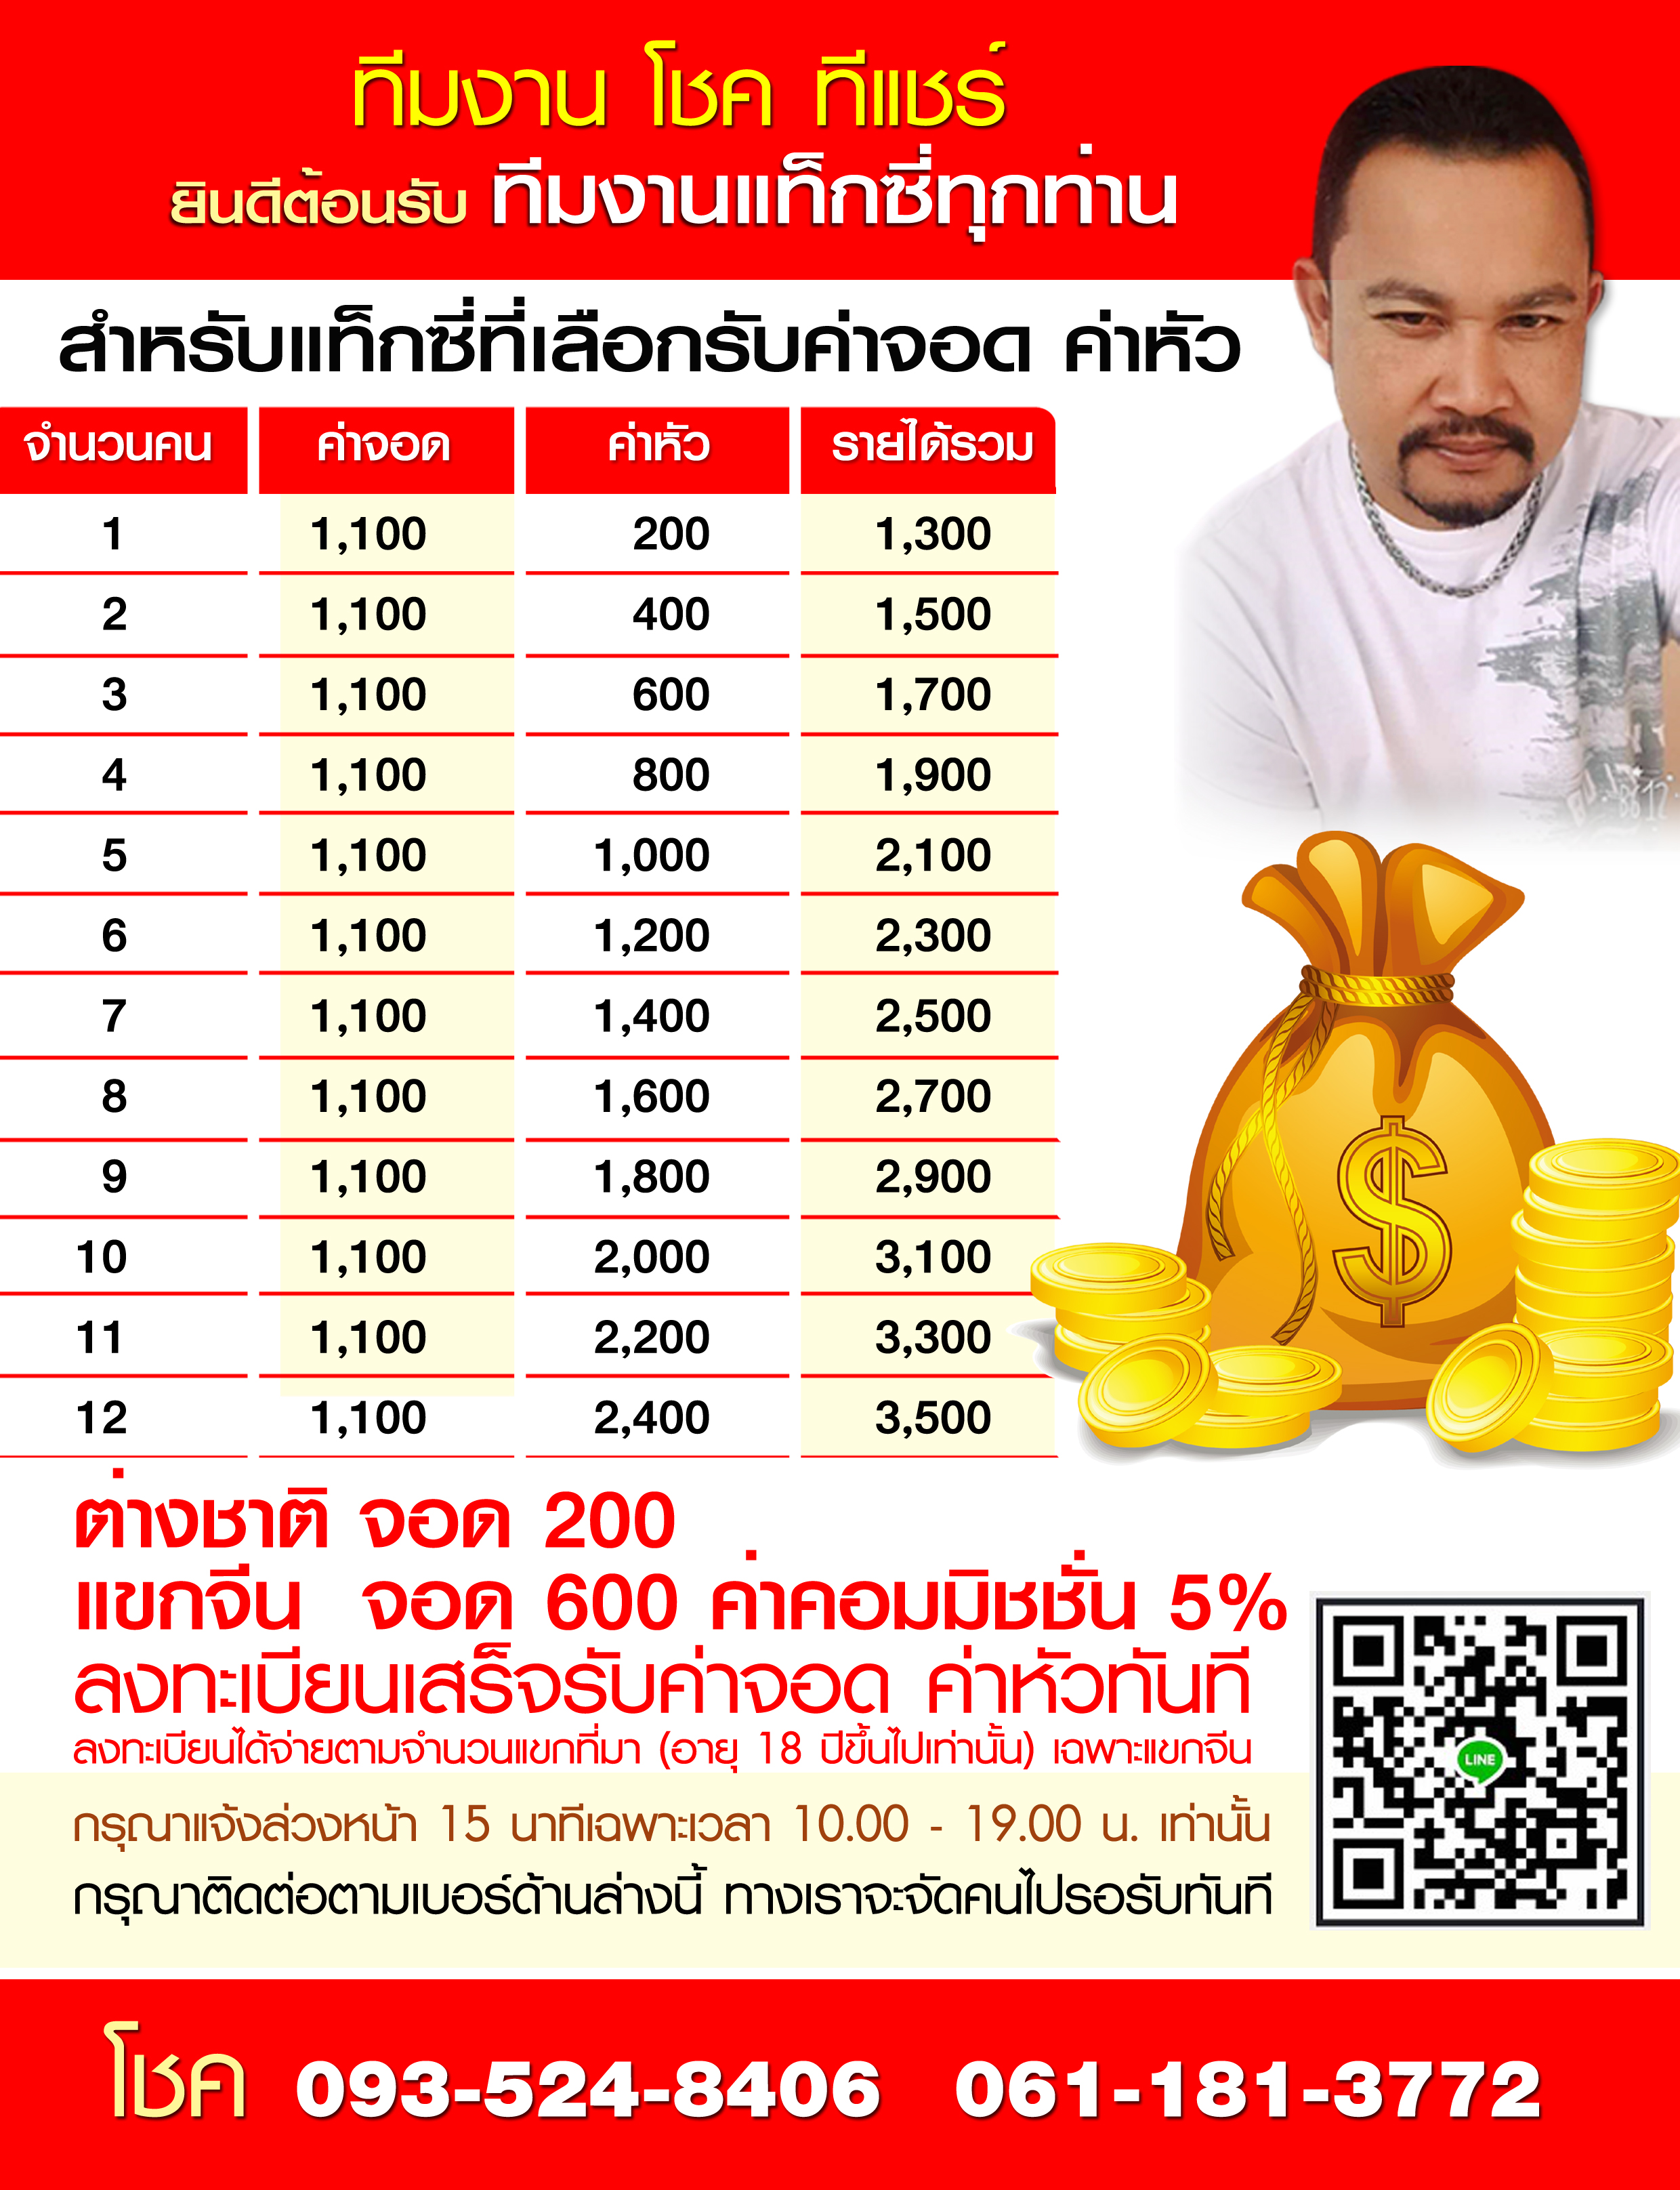 ทีมงาน โชค ทีแชร์
ยินดีต้อนรับ ทีมงานแท็กซี่ทุกท่าน
สำหรับแท็กซี่ที่เลือกรับค่าจอด ค่าหัว
จำนวนคน ค่าจอด ค่าหัว รายได้รวม
1 1,100 200 1,300
2 1,100 400 1,500
3 1,100 600 1,700
4 1,100 800 1,900
5 1,100 1,000 2,100
6 1,100 1,200 2,300
7 1,100 1,400 2,500
8 1,100 1,600 2,700
9 1,100 1,800 2,900
10 1,100 2,000 3,100
11 1,100 2,200 3,300
12 1,100 2,400 3,500
$
ต่างชาติ จอด 200
แขกจีน จอด 600 ค่าคอมมิชชั่น 5%
ลงทะเบียนเสร็จรับค่าจอด ค่าหัวทันที
ลงทะเบียนได้จ่ายตามจำนวนแขกที่มา (อายุ 18 ปีขึ้นไปเท่านั้น) เฉพาะแขกจีน
LINE
กรุณาแจ้งล่วงหน้า 15 นาทีเฉพาะเวลา 10.00 - 19.00 น. เท่านั้น
กรุณาติดต่อตามเบอร์ด้านล่างนี้ ทางเราจะจัดคนไปรอรับทันที
โชค 093-524-8406 061-181-3772